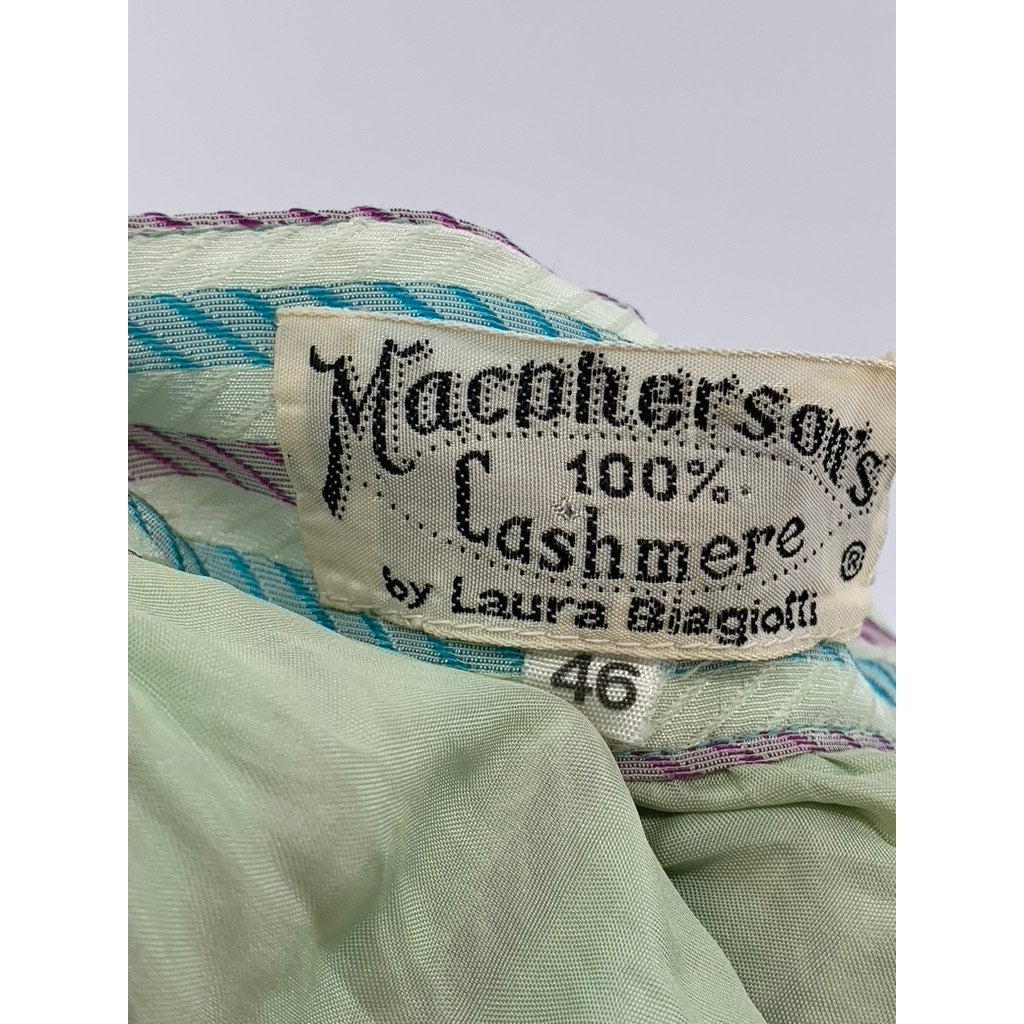 Macpherson's
100%
Cashmere ®
by Laura Biagiotti
46